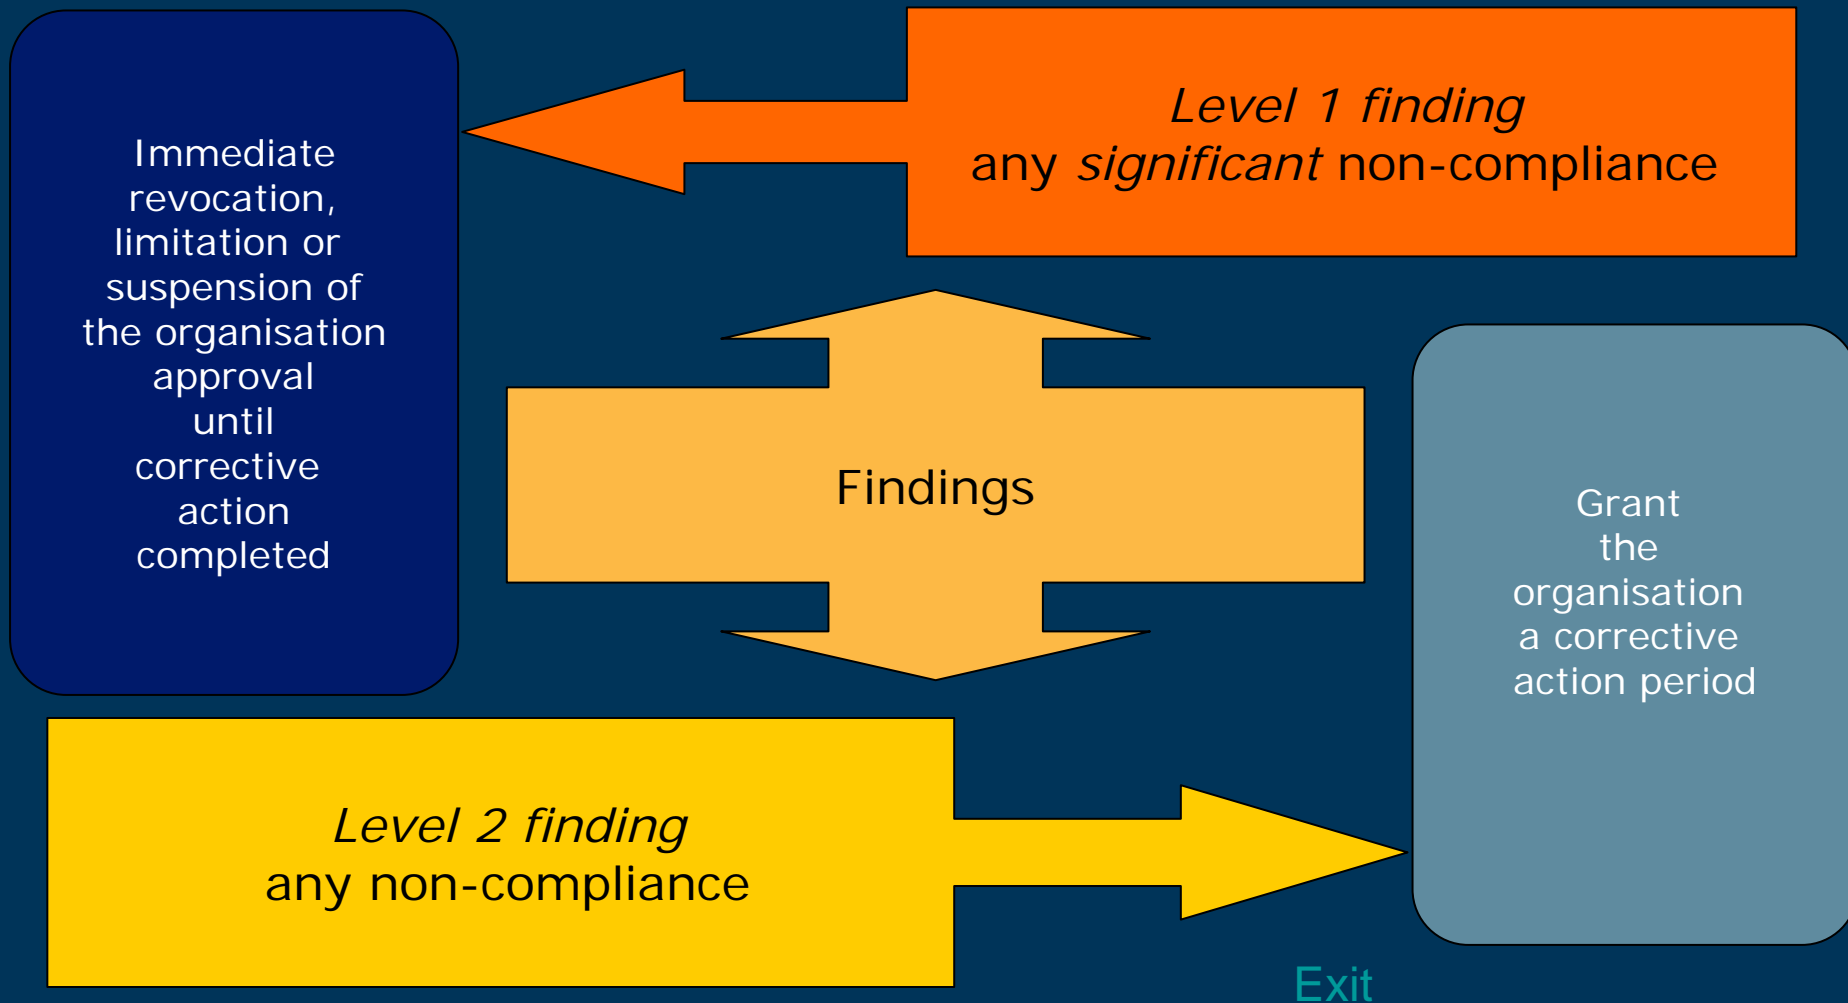 Immediate
revocation,
limitation or
suspension of
the organisation
approval
until
corrective
action
completed
Level 1 finding
any significant non-compliance
Findings
Grant
the
organisation
a corrective
action period
Level 2 finding
any non-compliance
Exit